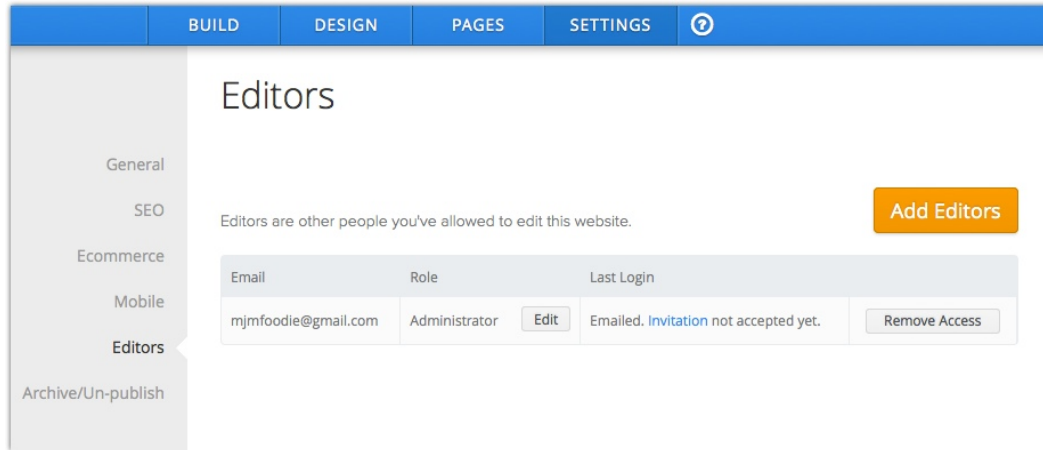 BUILD DESIGN PAGES SETTINGS ?
Editors
General
SEO
Ecommerce
Mobile
Editors
Archive/Un-publish
Editors are other people you've allowed to edit this website.
Add Editors
Email Role Last Login
mjmfoodie@gmail.com Administrator Edit Emailed. Invitation not accepted yet. Remove Access